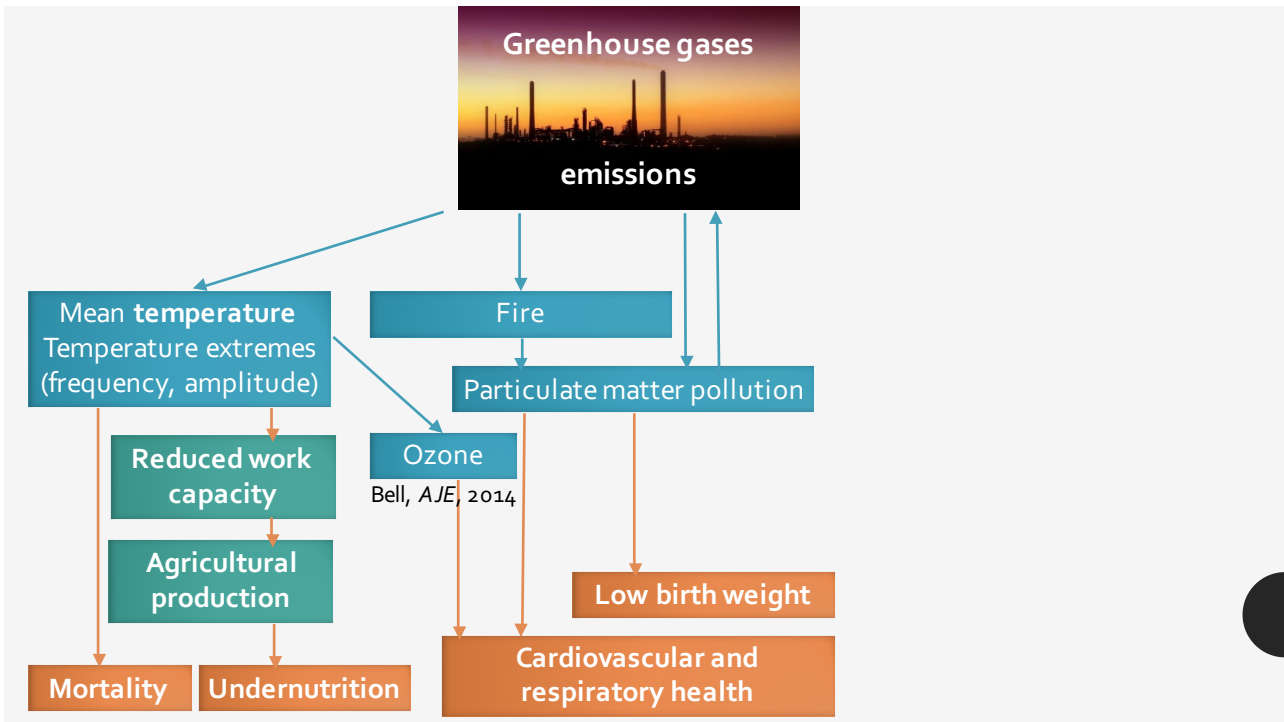 Greenhouse gases
emissions
Mean temperature
Temperature extremes
(frequency, amplitude)
Fire
Particulate matter pollution
Reduced work
capacity
Ozone
Bell, AJE, 2014
Agricultural
production
Low birth weight
Mortality
Undernutrition
Cardiovascular and
respiratory health